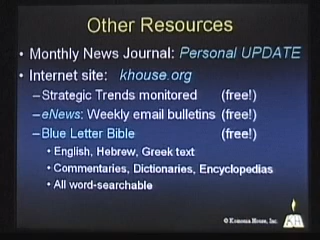 Other Resources
• Monthly News Journal: Personal UPDATE
• Internet site: khouse.org
–Strategic Trends monitored (free!)
–eNews: Weekly email bulletins (free!)
–Blue Letter Bible (free!)
• English, Hebrew, Greek text
• Commentaries, Dictionaries, Encyclopedias
• All word-searchable
© Koinonia House, Inc.